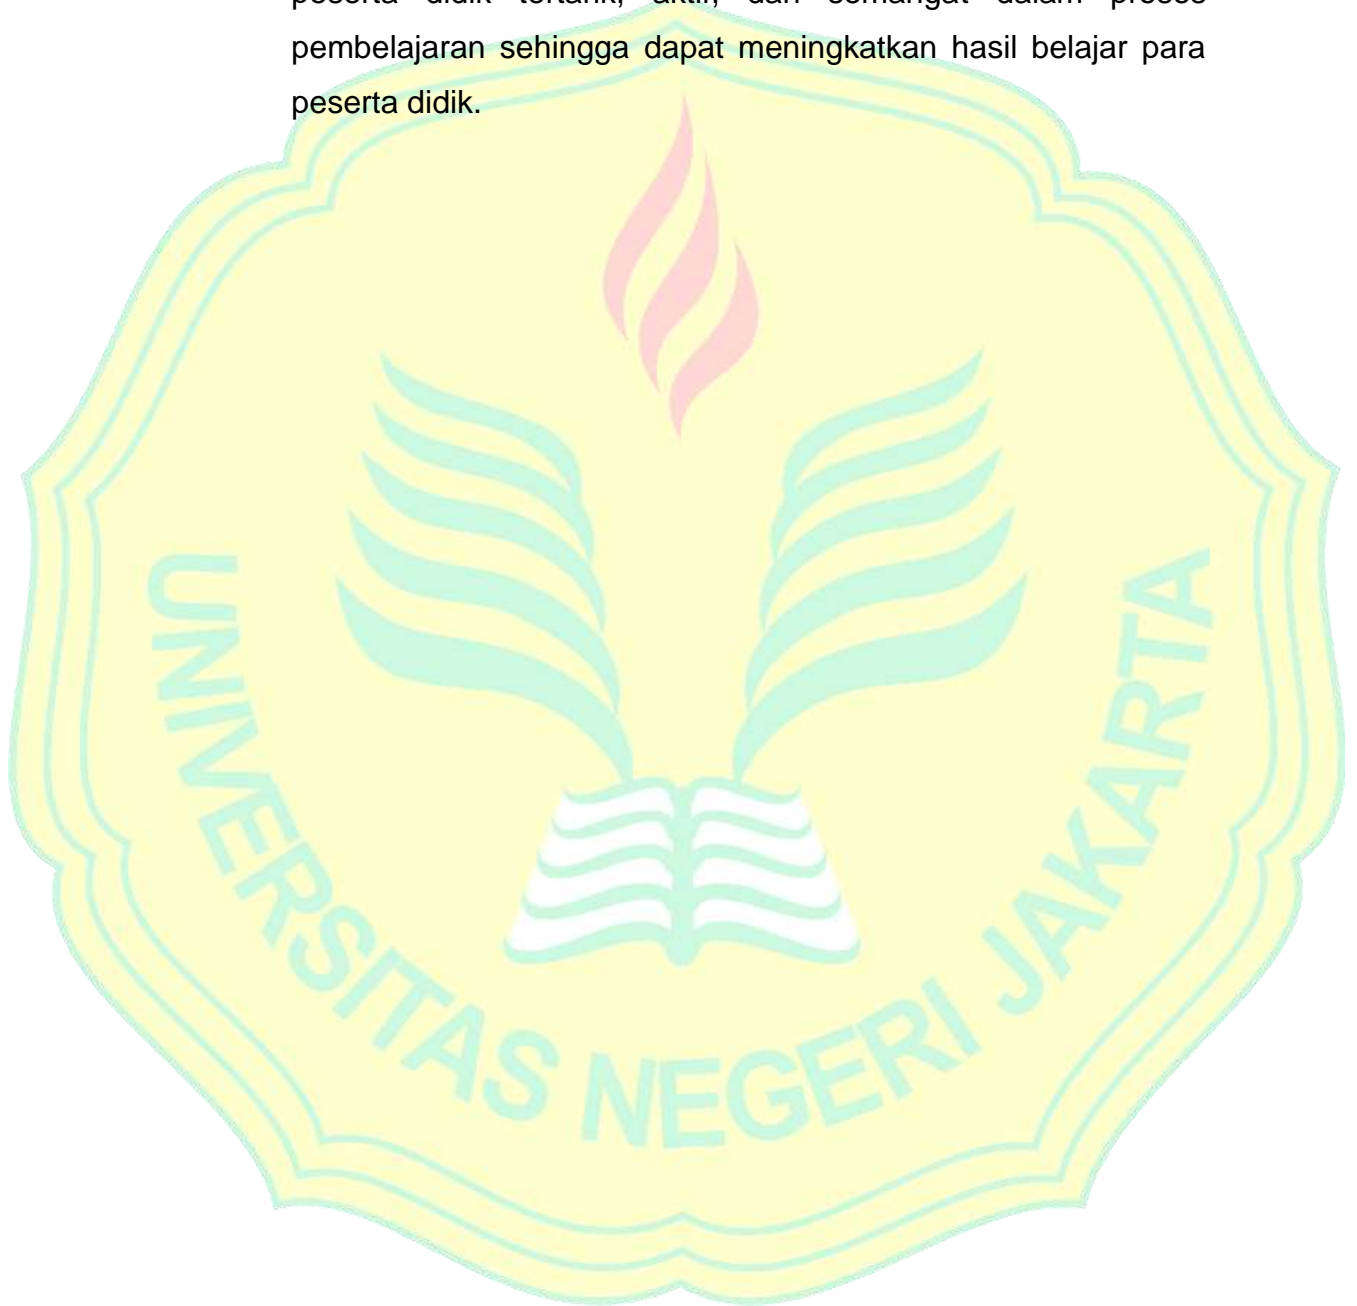 peserta didik tertarik, aktif, dan semangat dalam proses
pembelajaran sehingga dapat meningkatkan hasil belajar para
peserta didik.
UNIVERSITAS NEGERI JAKARTA